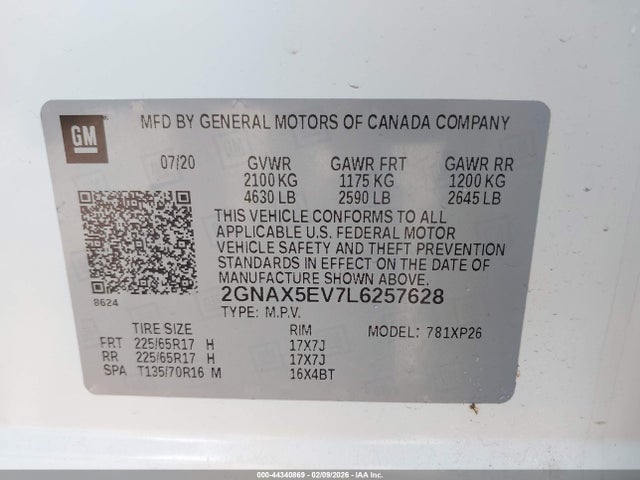 GM
MFD BY GENERAL MOTORS OF CANADA COMPANY
07/20 GVWR GAWR FRT GAWR RR
2100 KG 1175 KG 1200 KG
4630 LB 2590 LB 2645 LB
THIS VEHICLE CONFORMS TO ALL
APPLICABLE U.S. FEDERAL MOTOR
VEHICLE SAFETY AND THEFT PREVENTION
STANDARDS IN EFFECT ON THE DATE OF
MANUFACTURE SHOWN ABOVE.
8624
2GNAX5EV7L6257628
TYPE: M.P.V.
TIRE SIZE RIM MODEL: 781XP26
FRT 225/65R17 H 17X7J
RR 225/65R17 H 17X7J
SPA T135/70R16 M 16X4BT
000-44340869 - 02/09/2026 - IAA Inc.